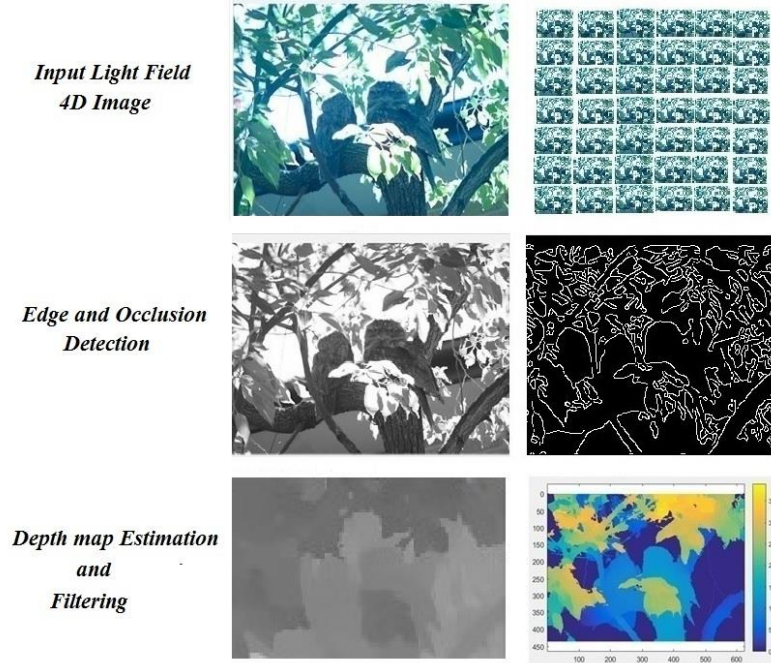 Input Light Field
4D Image
Edge and Occlusion
Detection
Depth map Estimation
and
Filtering
0
50
100
150
200
250
300
350
400
450
100 200 300 400 500 600